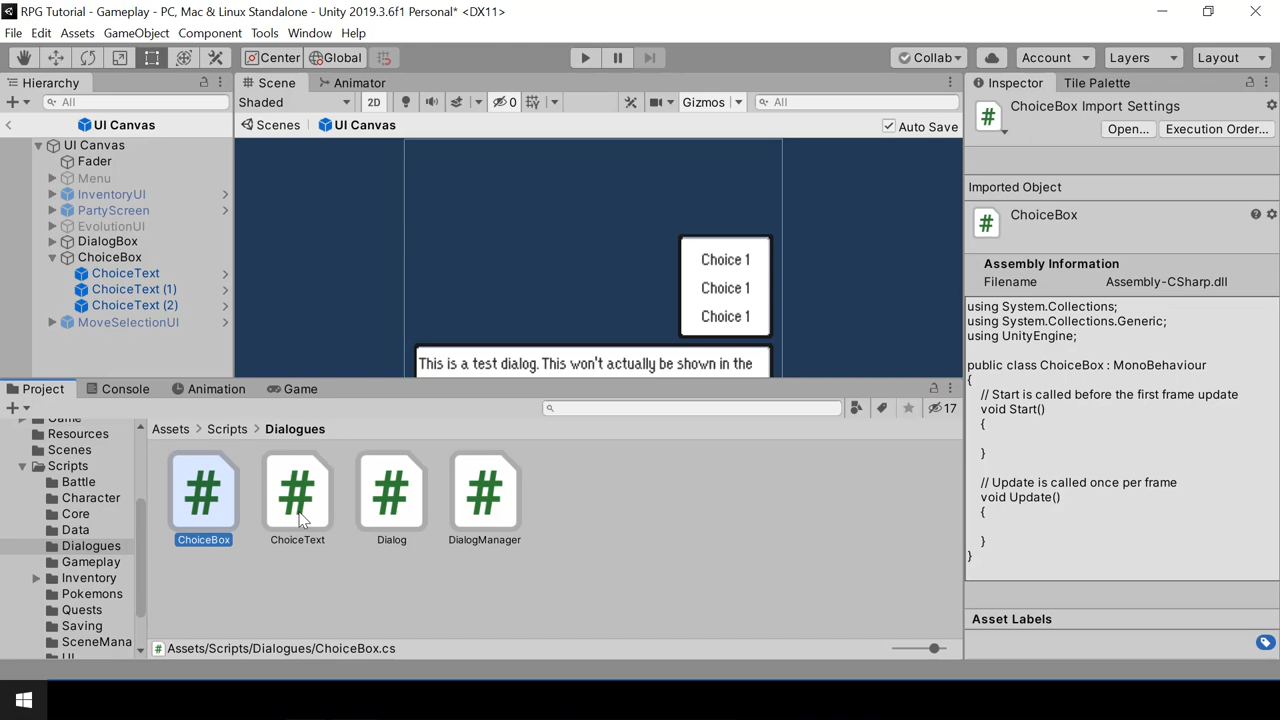 RPG Tutorial - Gameplay - PC, Mac & Linux Standalone - Unity 2019.3.6f1 Personal* <DX11>
File Edit Assets GameObject Component Tools Window Help
Center Global Collab Account Layers Layout
Hierarchy
All
UI Canvas
UI Canvas
Fader
Menu
InventoryUI
PartyScreen
EvolutionUI
DialogBox
ChoiceBox
ChoiceText
ChoiceText (1)
ChoiceText (2)
MoveSelectionUI
Scene Animator
Shaded 2D 0 Gizmos All
Scenes UI Canvas Auto Save
Choice 1
Choice 1
Choice 1
This is a test dialog. This won't actually be shown in the
Project Console Animation Game
17
Resources
Scenes
Scripts
Battle
Character
Core
Data
Dialogues
Gameplay
Inventory
Pokemons
Quests
Saving
SceneMana
Assets > Scripts > Dialogues
ChoiceBox ChoiceText Dialog DialogManager
Assets/Scripts/Dialogues/ChoiceBox.cs
Inspector Tile Palette
ChoiceBox Import Settings
Open... Execution Order...
Imported Object
ChoiceBox
Assembly Information
Filename Assembly-CSharp.dll
using System.Collections;
using System.Collections.Generic;
using UnityEngine;
public class ChoiceBox : MonoBehaviour
{
// Start is called before the first frame update
void Start()
{
}
// Update is called once per frame
void Update()
{
}
}
Asset Labels